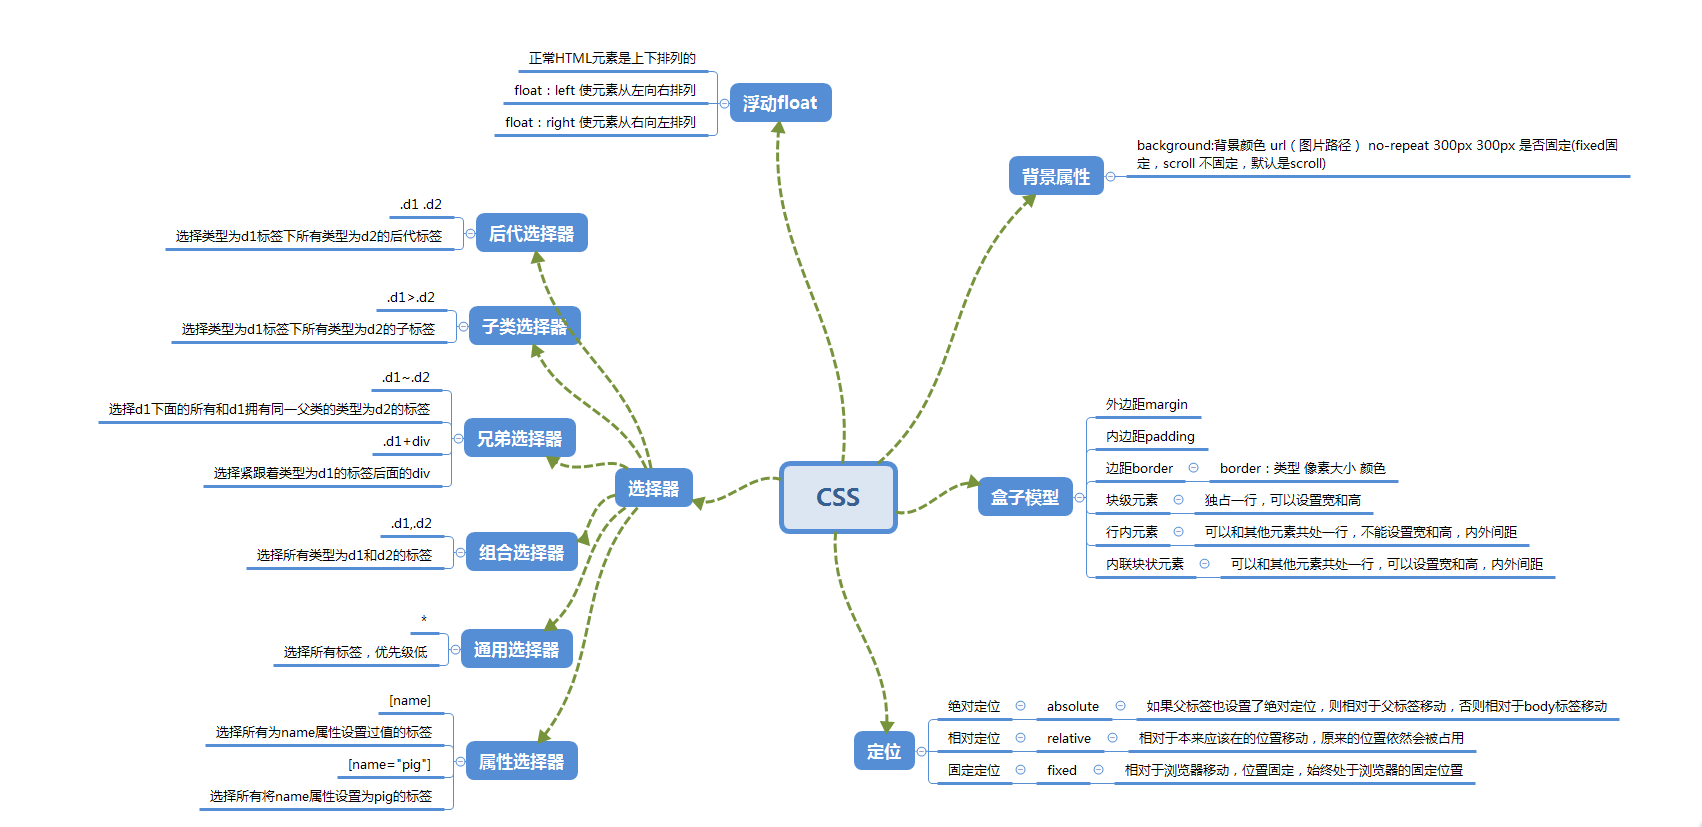 正常HTML元素是上下排列的
float：left 使元素从左向右排列
float：right 使元素从右向左排列
浮动float
background:背景颜色 url（图片路径） no-repeat 300px 300px 是否固定(fixed固
定，scroll 不固定，默认是scroll)
背景属性
.d1 .d2
选择类型为d1标签下所有类型为d2的后代标签
后代选择器
.d1>.d2
选择类型为d1标签下所有类型为d2的子标签
子类选择器
.d1~.d2
选择d1下面的所有和d1拥有同一父类的类型为d2的标签
.d1+div
选择紧跟着类型为d1的标签后面的div
兄弟选择器
.d1,.d2
选择所有类型为d1和d2的标签
组合选择器
*
选择所有标签，优先级低
通用选择器
[name]
选择所有为name属性设置过值的标签
[name="pig"]
选择所有将name属性设置为pig的标签
属性选择器
选择器
CSS
盒子模型
外边距margin
内边距padding
边距border
border：类型 像素大小 颜色
块级元素
独占一行，可以设置宽和高
行内元素
可以和其他元素共处一行，不能设置宽和高，内外间距
内联块状元素
可以和其他元素共处一行，可以设置宽和高，内外间距
定位
绝对定位
absolute
如果父标签也设置了绝对定位，则相对于父标签移动，否则相对于body标签移动
相对定位
relative
相对于本来应该在的位置移动，原来的位置依然会被占用
固定定位
fixed
相对于浏览器移动，位置固定，始终处于浏览器的固定位置